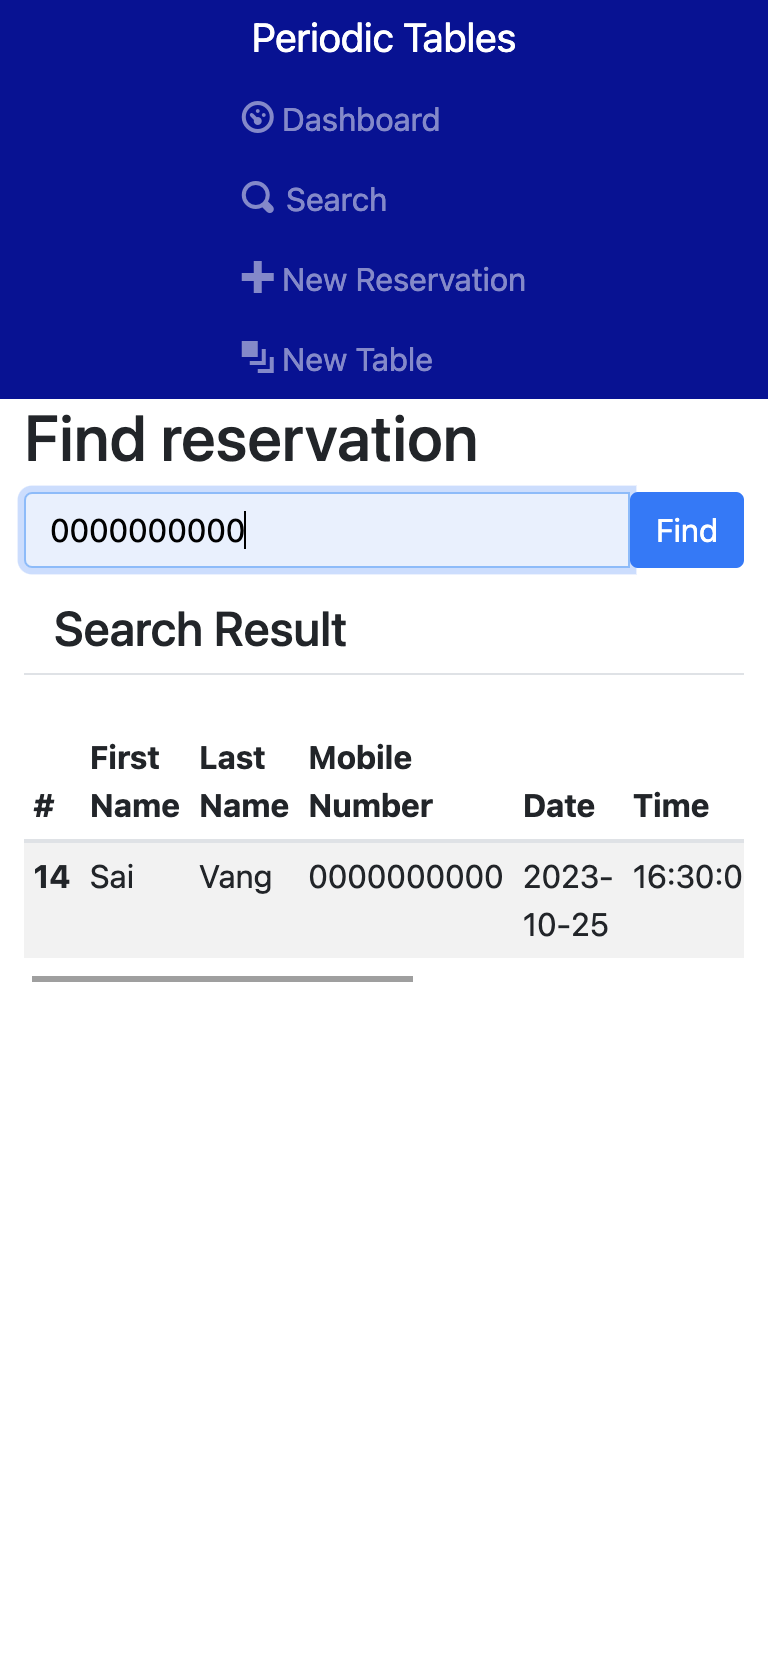 Periodic Tables
Dashboard
Search
New Reservation
New Table
Find reservation
0000000000 Find
Search Result
# First Name Last Name Mobile Number Date Time
14 Sai Vang 0000000000 2023-10-25 16:30:0